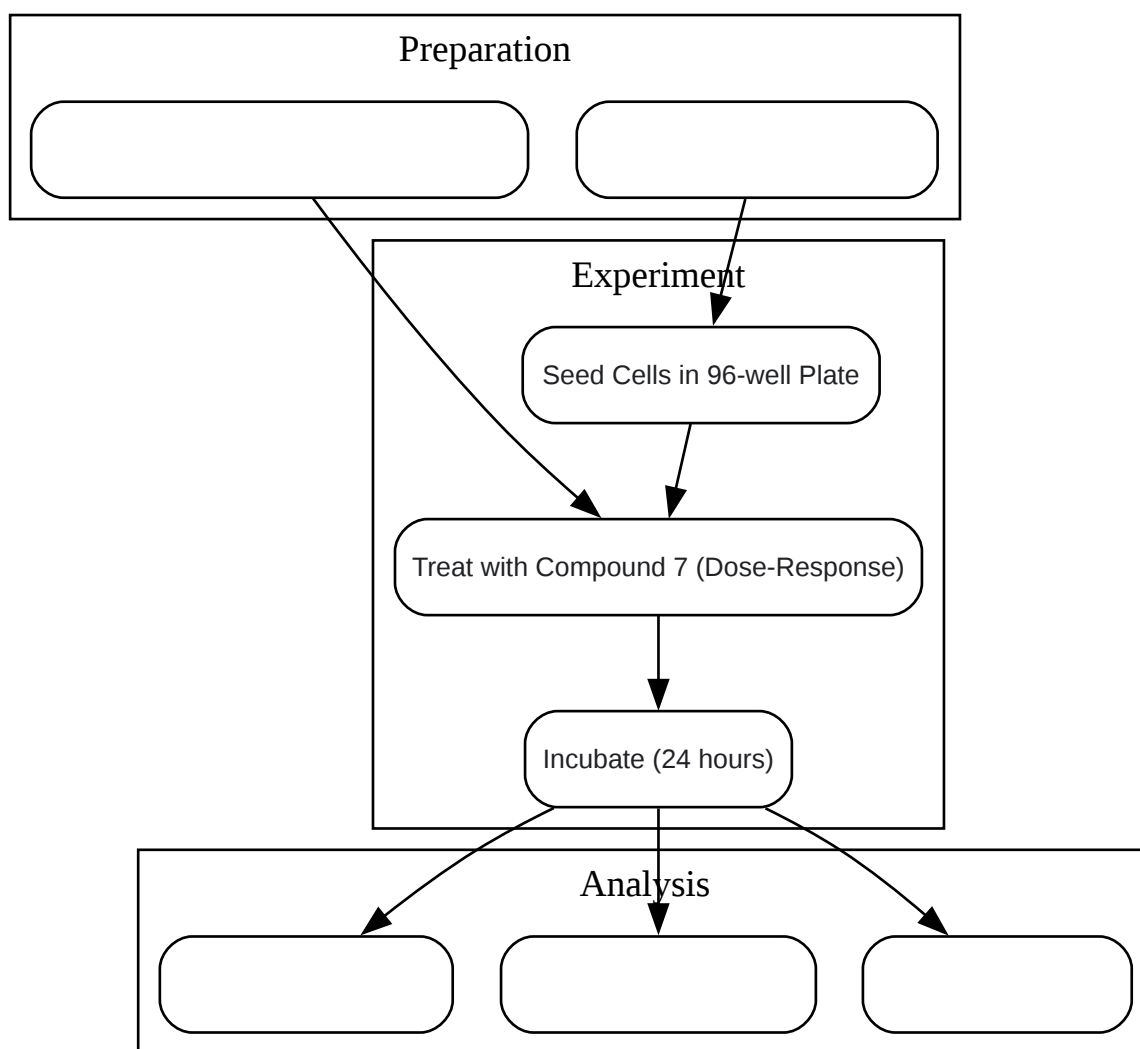 Preparation
Experiment
Seed Cells in 96-well Plate
Treat with Compound 7 (Dose-Response)
Incubate (24 hours)
Analysis